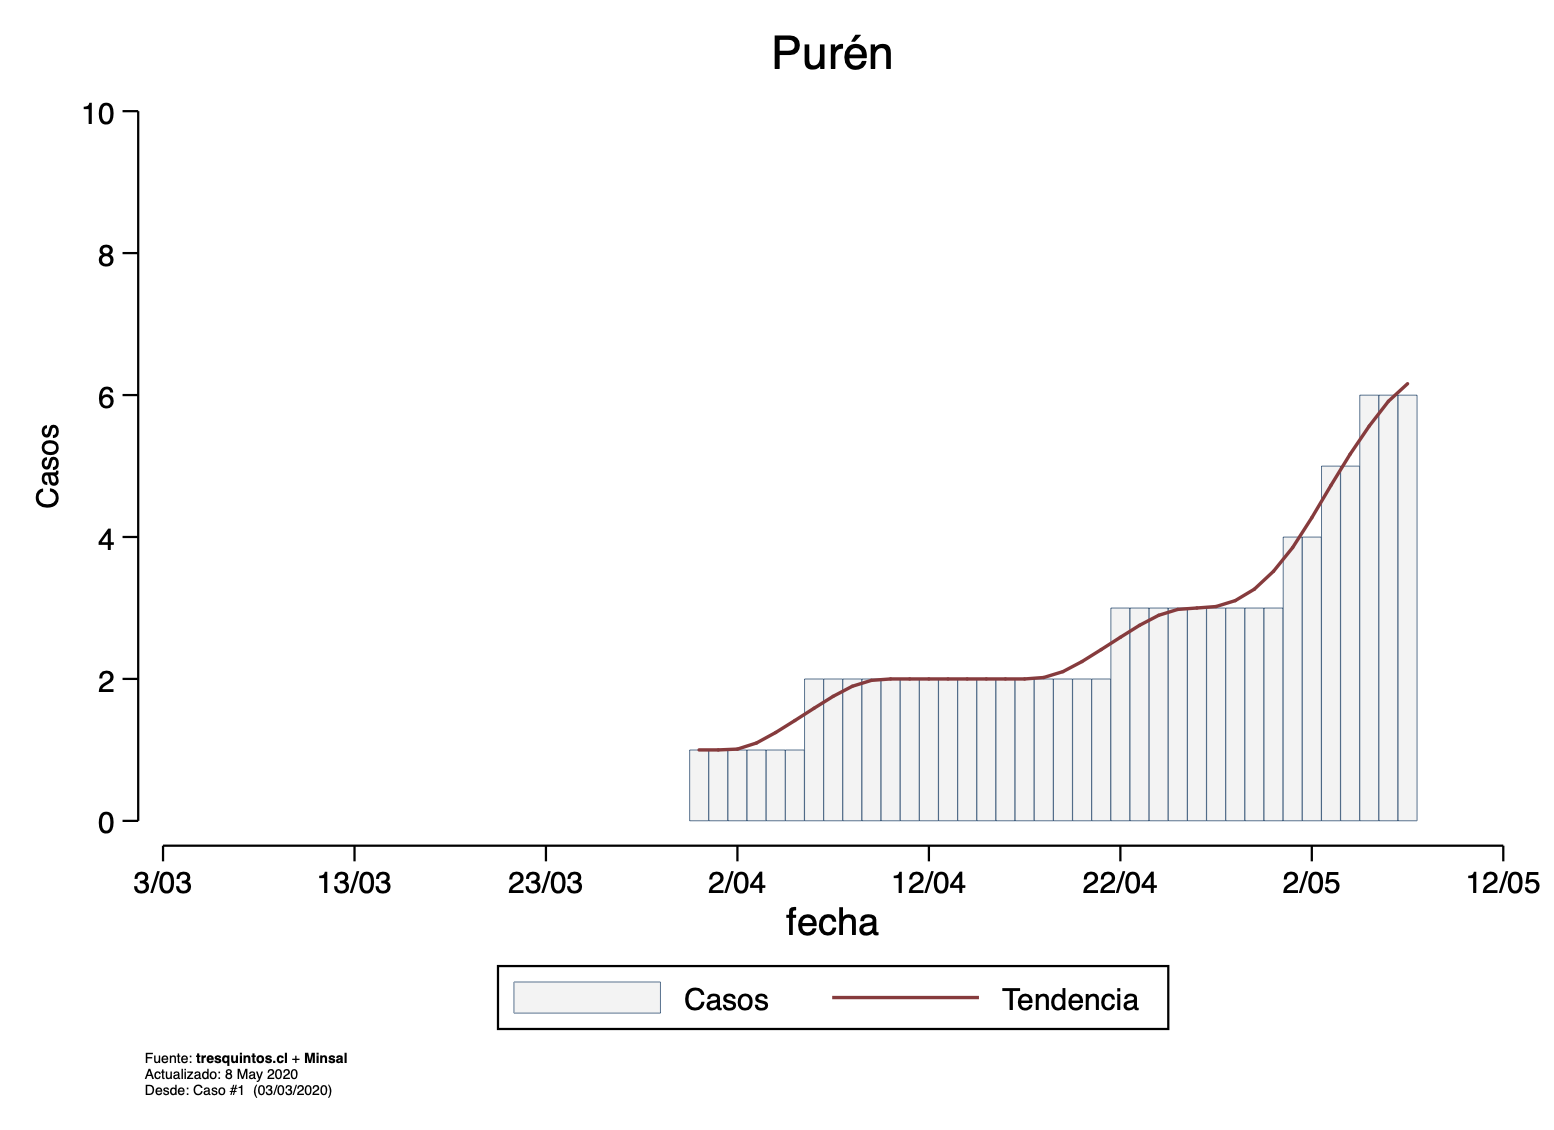 Purén
10
8
6
4
2
0
Casos
3/03 13/03 23/03 2/04 12/04 22/04 2/05 12/05
fecha
Casos Tendencia
Fuente: tresquintos.cl + Minsal
Actualizado: 8 May 2020
Desde: Caso #1 (03/03/2020)